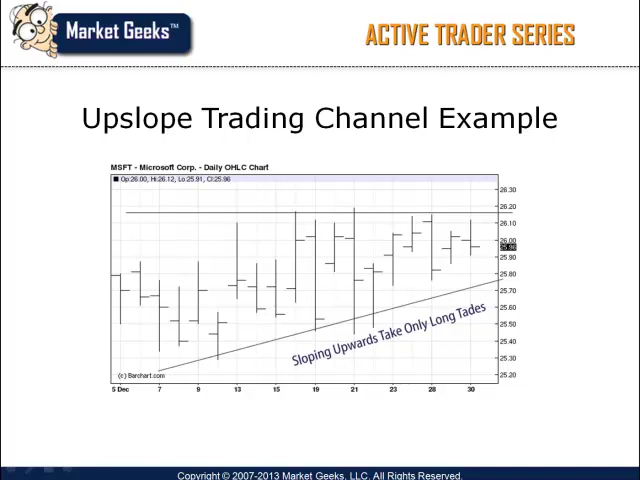 Market Geeks™
ACTIVE TRADER SERIES
Upslope Trading Channel Example
MSFT - Microsoft Corp. - Daily OHLC Chart
Op:26.00, Hi:26.12, Lo:25.91, Cl:25.96
26.30
26.20
26.10
26.00
25.96
25.90
25.80
25.70
25.60
25.50
25.40
25.30
25.20
Sloping Upwards Take Only Long Tades
(c) Barchart.com
5 Dec 7 9 13 15 19 21 23 28 30
Copyright © 2007-2013 Market Geeks, LLC. All Rights Reserved.